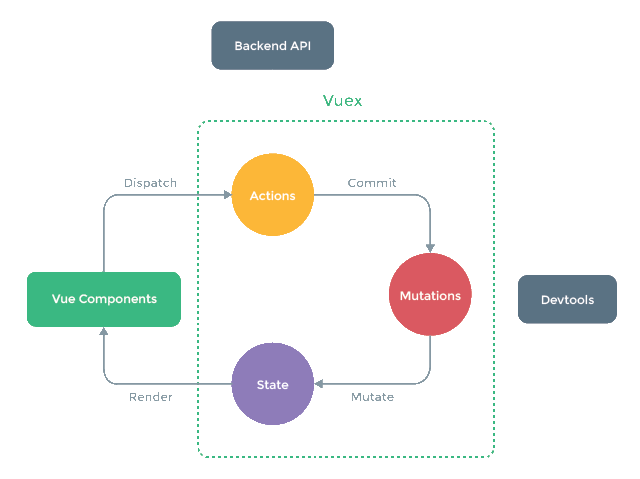 Backend API
Vuex
Dispatch
Commit
Actions
Vue Components
Mutations
Devtools
State
Render
Mutate